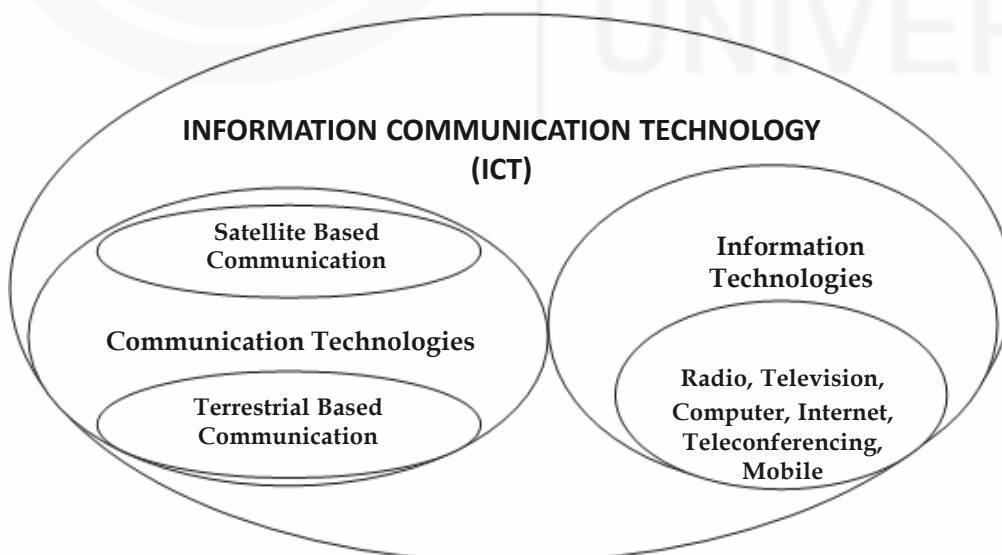 UNIVER
INFORMATION COMMUNICATION TECHNOLOGY
(ICT)
Satellite Based
Communication
Communication Technologies
Terrestrial Based
Communication
Information
Technologies
Radio, Television,
Computer, Internet,
Teleconferencing,
Mobile